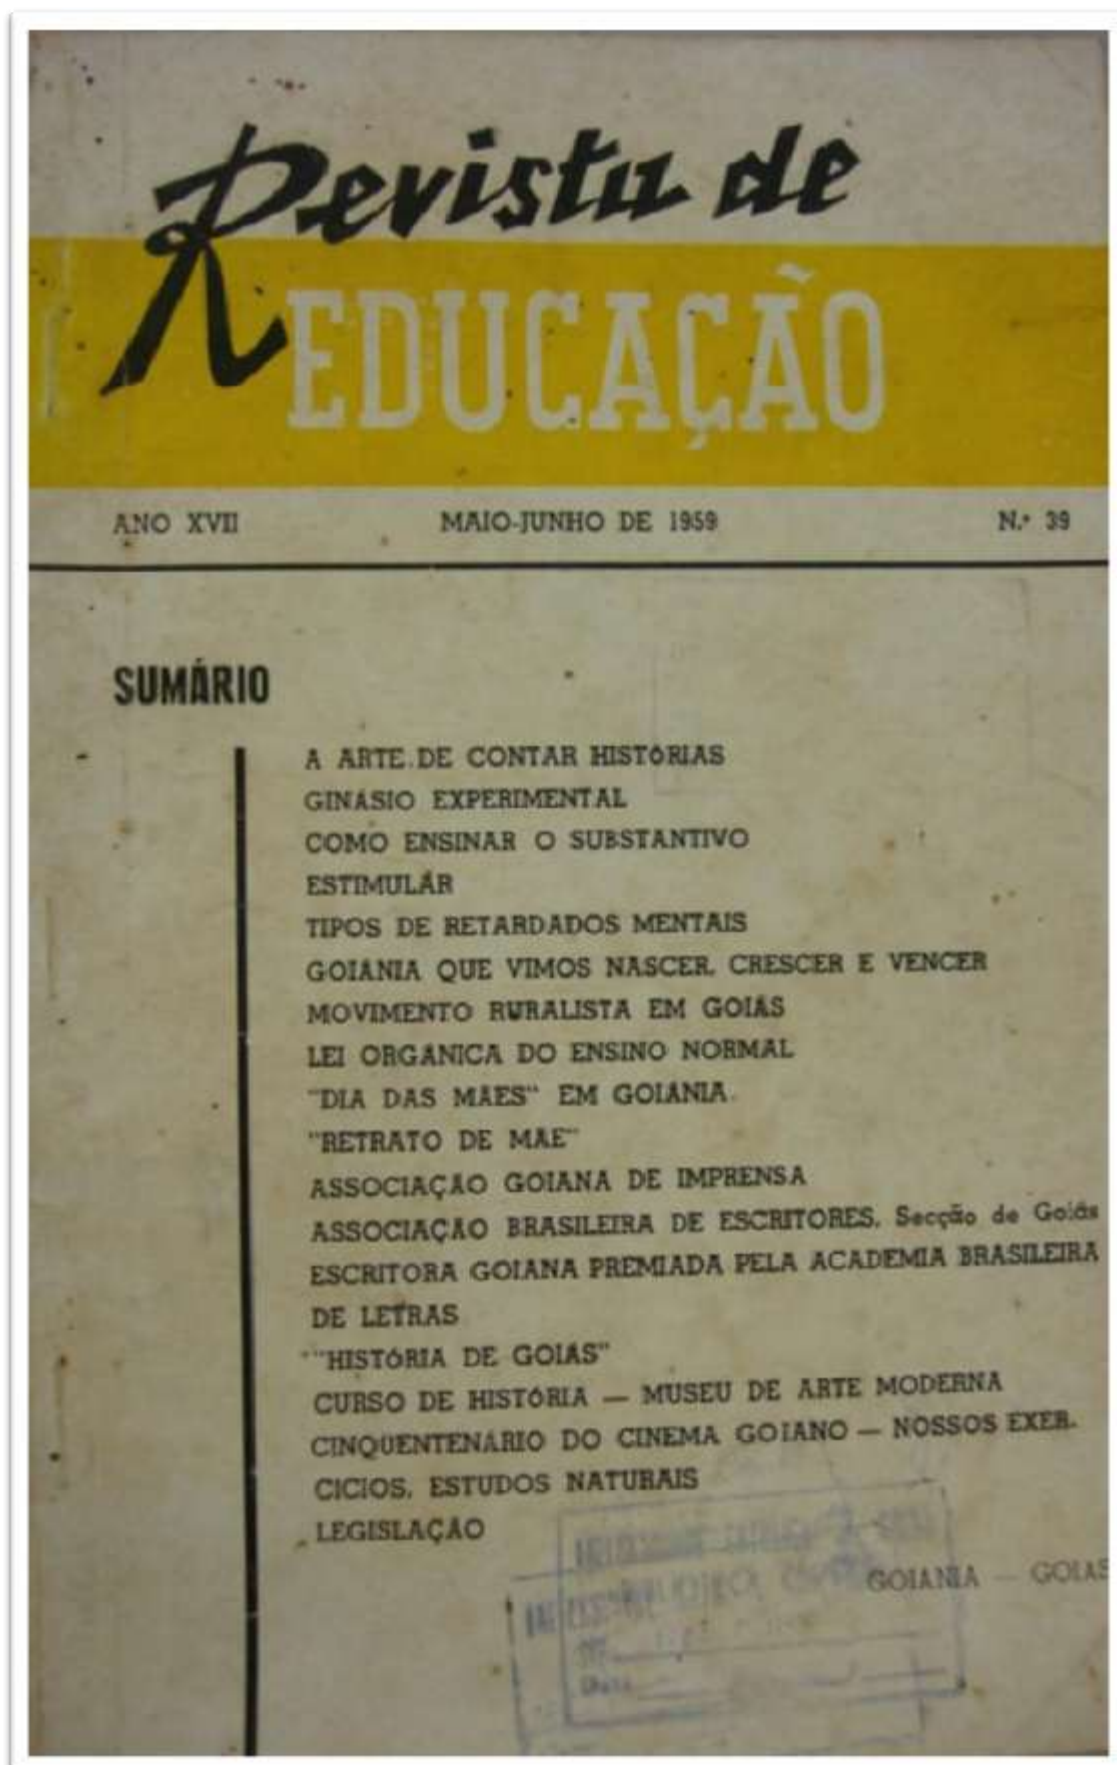 Revista de
EDUCAÇÃO
ANO XVII MAIO-JUNHO DE 1959 N.º 39
SUMÁRIO
A ARTE DE CONTAR HISTÓRIAS
GINASIO EXPERIMENTAL
COMO ENSINAR O SUBSTANTIVO
ESTIMULAR
TIPOS DE RETARDADOS MENTAIS
GOIANIA QUE VIMOS NASCER, CRESCER E VENCER
MOVIMENTO RURALISTA EM GOIÁS
LEI ORGANICA DO ENSINO NORMAL
"DIA DAS MAES" EM GOIANIA.
"RETRATO DE MAE"
ASSOCIAÇÃO GOIANA DE IMPRENSA
ASSOCIAÇÃO BRASILEIRA DE ESCRITORES. Secção de Goiás
ESCRITORA GOIANA PREMIADA PELA ACADEMIA BRASILEIRA
DE LETRAS
"HISTÓRIA DE GOIÁS"
CURSO DE HISTÓRIA — MUSEU DE ARTE MODERNA
CINQUENTENÁRIO DO CINEMA GOIANO — NOSSOS EXER.
CICIOS, ESTUDOS NATURAIS
LEGISLAÇÃO
GOIANIA — GOIAS